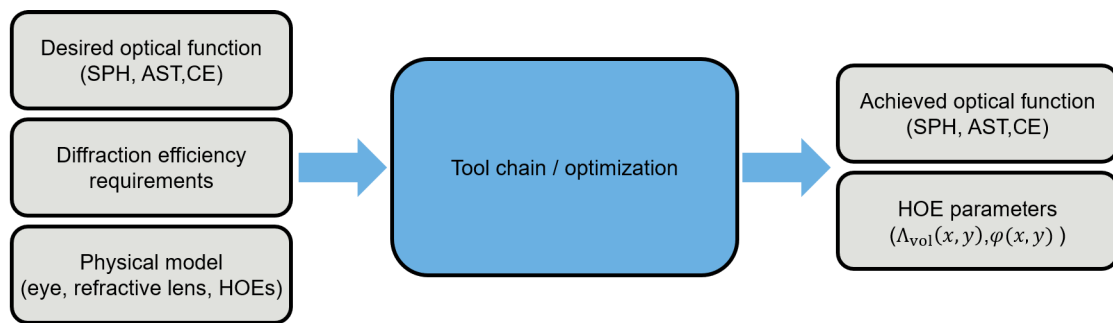 Desired optical function
(SPH, AST,CE)
Diffraction efficiency
requirements
Physical model
(eye, refractive lens, HOEs)
Tool chain / optimization
Achieved optical function
(SPH, AST,CE)
HOE parameters
(Λvol(x, y),φ(x, y) )